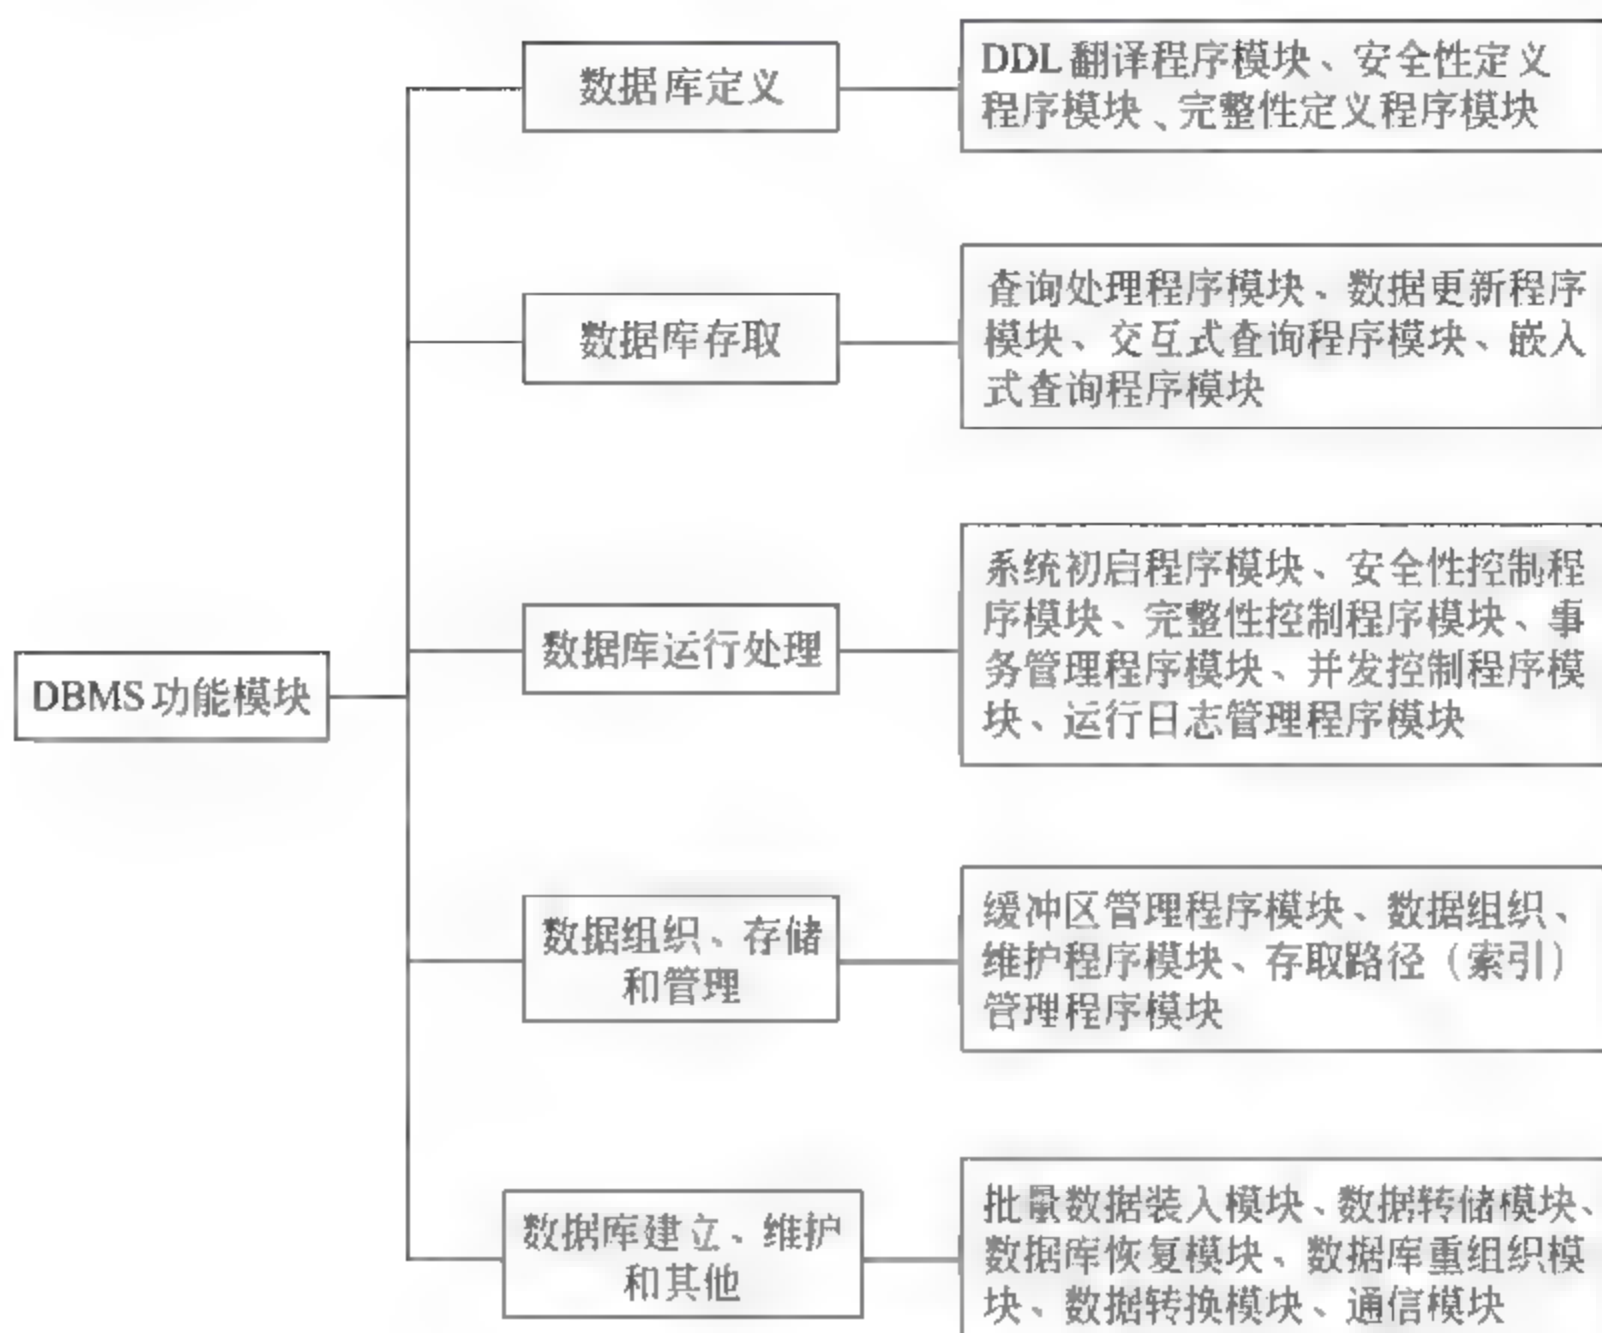 数据库定义
DDL翻译程序模块、安全性定义
程序模块、完整性定义程序模块
数据库存取
查询处理程序模块、数据更新程序
模块、交互式查询程序模块、嵌入
式查询程序模块
DBMS功能模块
数据库运行处理
系统初启程序模块、安全性控制程
序模块、完整性控制程序模块、事
务管理程序模块、并发控制程序模
块、运行日志管理程序模块
数据组织、存储
和管理
缓冲区管理程序模块、数据组织、
维护程序模块、存取路径（索引）
管理程序模块
数据库建立、维护
和其他
批量数据装入模块、数据转储模块、
数据库恢复模块、数据库重组织模
块、数据转换模块、通信模块